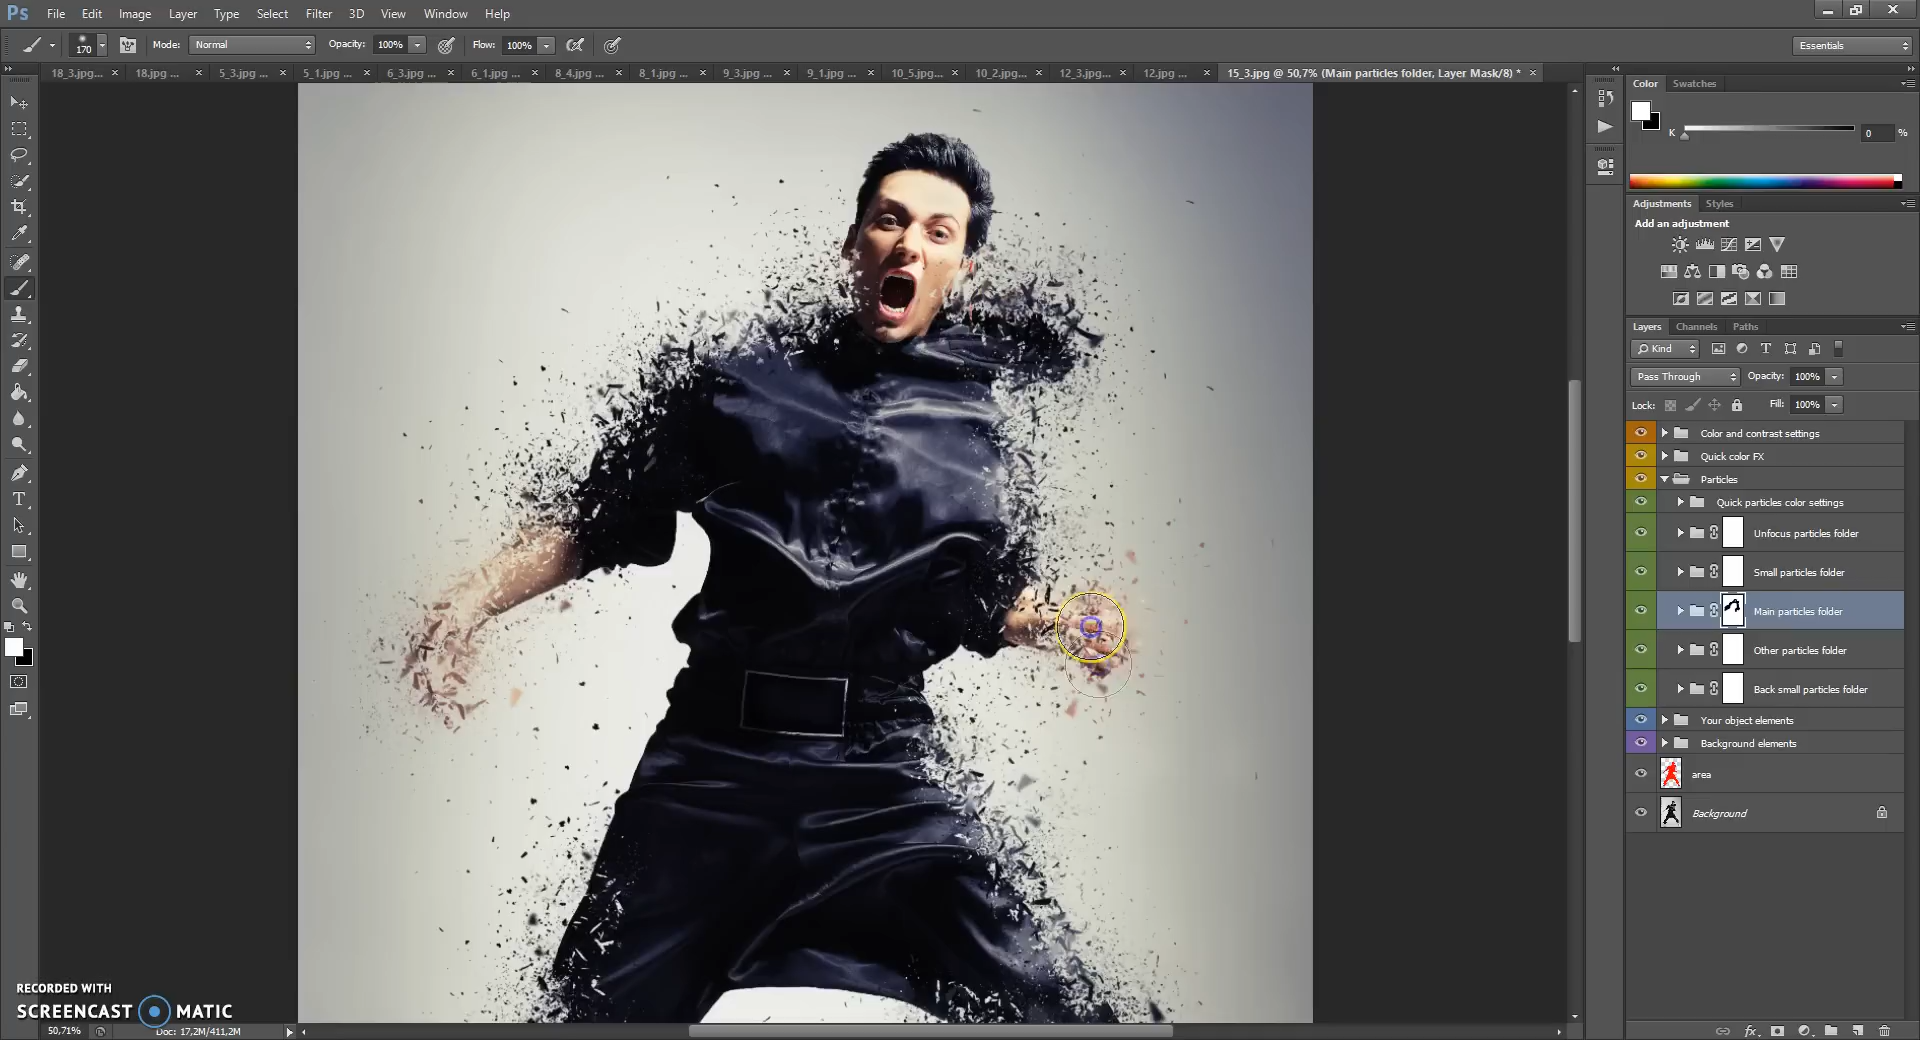 Ps File Edit Image Layer Type Select Filter 3D View Window Help
170 Mode: Normal Opacity: 100% Flow: 100% Essentials
18_3.jpg... 18.jpg ... 5_3.jpg ... 5_1.jpg ... 6_3.jpg ... 6_1.jpg ... 8_4.jpg ... 8_1.jpg ... 9_3.jpg ... 9_1.jpg ... 10_5.jpg... 10_2.jpg... 12_3.jpg... 12.jpg ... 15_3.jpg @ 50,7% (Main particles folder, Layer Mask/8) *
Color Swatches
K 0 %
Adjustments Styles
Add an adjustment
Layers Channels Paths
Kind
Pass Through Opacity: 100%
Lock: Fill: 100%
Color and contrast settings
Quick color FX
Particles
Quick particles color settings
Unfocus particles folder
Small particles folder
Main particles folder
Other particles folder
Back small particles folder
Your object elements
Background elements
area
Background
RECORDED WITH
SCREENCAST MATIC
50,71% Doc: 17,2M/411,2M